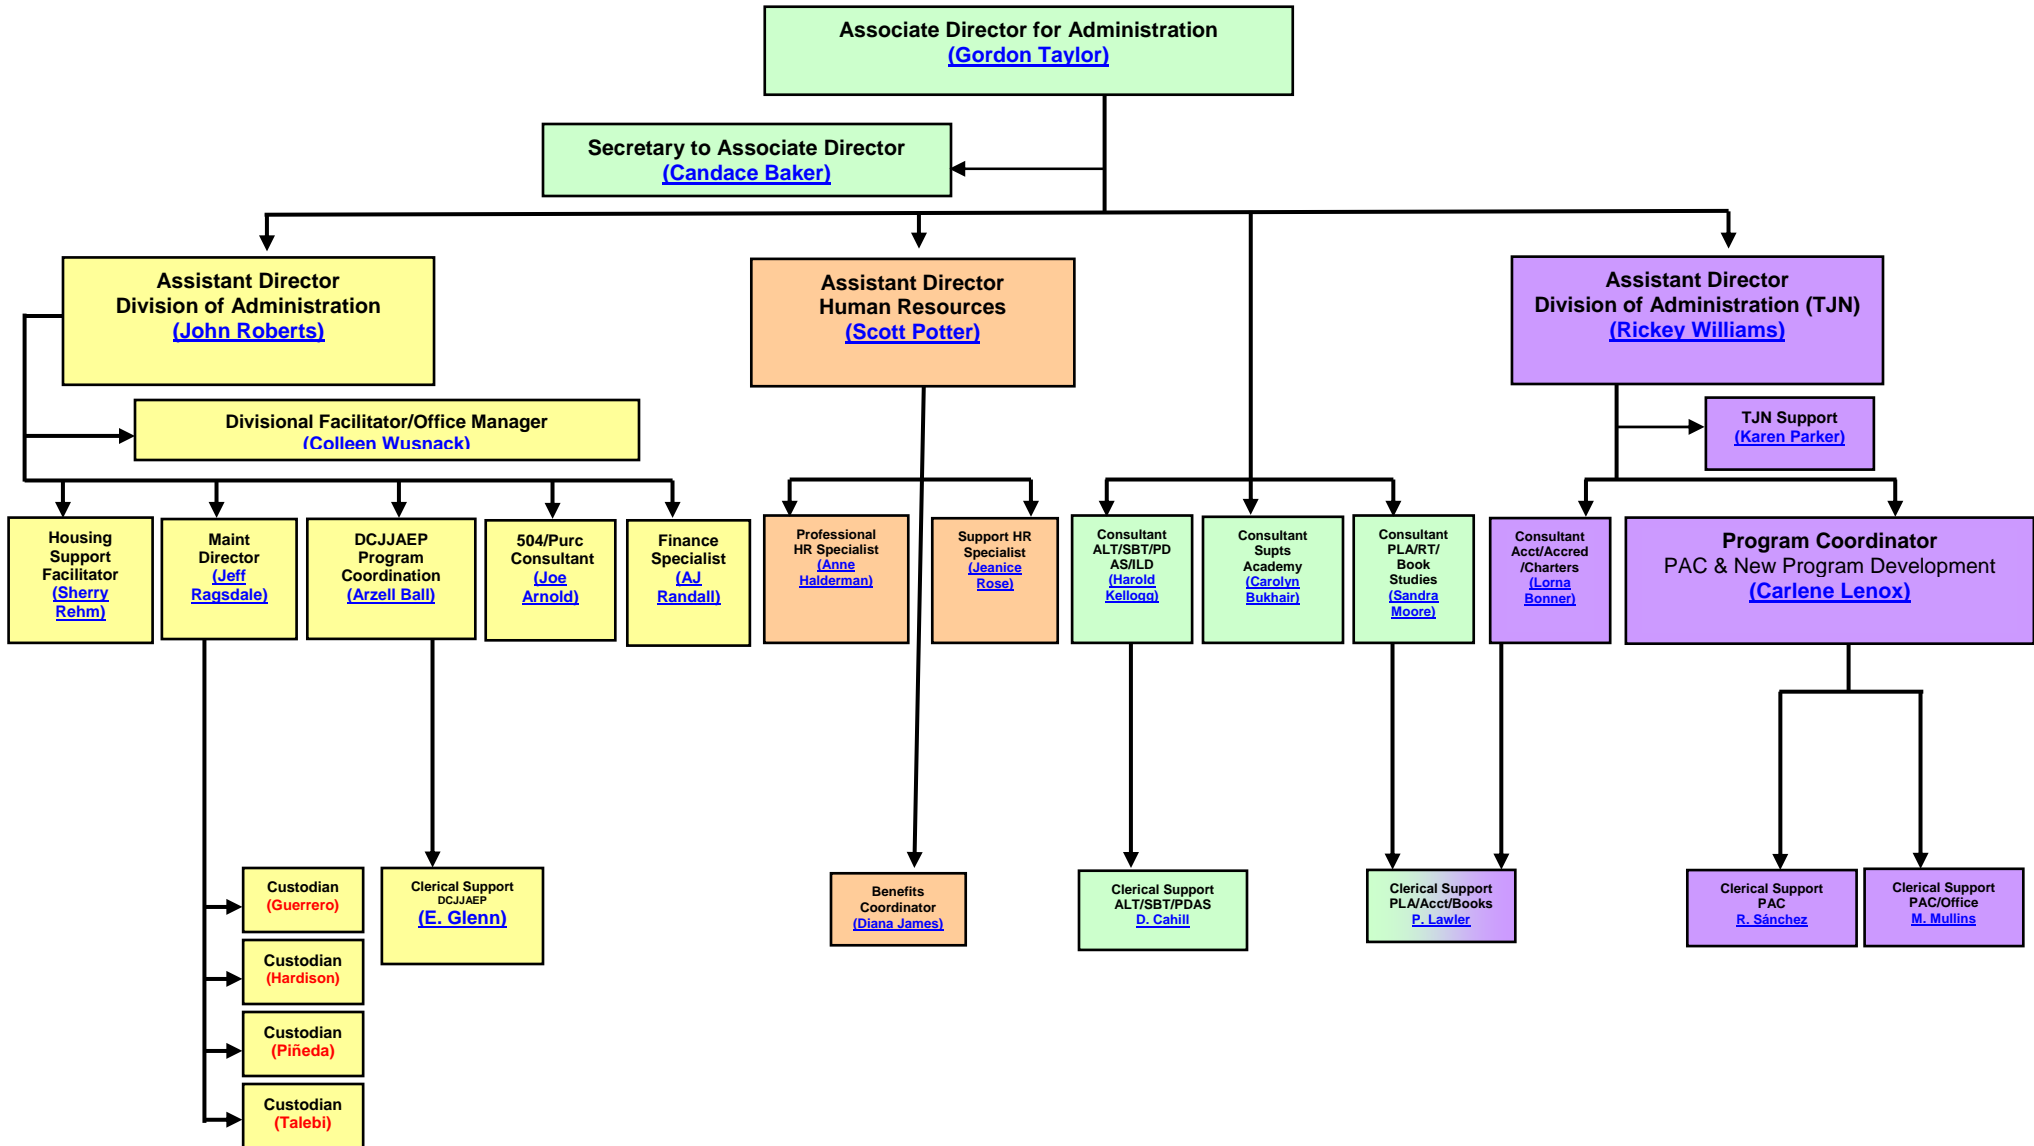 Associate Director for Administration
(Gordon Taylor)
Secretary to Associate Director
(Candace Baker)
Assistant Director
Division of Administration
(John Roberts)
Assistant Director
Human Resources
(Scott Potter)
Assistant Director
Division of Administration (TJN)
(Rickey Williams)
Divisional Facilitator/Office Manager
(Colleen Wusnack)
TJN Support
(Karen Parker)
Housing
Support
Facilitator
(Sherry
Rehm)
Maint
Director
(Jeff
Ragsdale)
DCJJAEP
Program
Coordination
(Arzell Ball)
504/Purc
Consultant
(Joe
Arnold)
Finance
Specialist
(AJ
Randall)
Professional
HR Specialist
(Anne
Halderman)
Support HR
Specialist
(Jeanice
Rose)
Consultant
ALT/SBT/PD
AS/ILD
(Harold
Kellogg)
Consultant
Supts
Academy
(Carolyn
Bukhair)
Consultant
PLA/RT/
Book
Studies
(Sandra
Moore)
Consultant
Acct/Accred
/Charters
(Lorna
Bonner)
Program Coordinator
PAC & New Program Development
(Carlene Lenox)
Custodian
(Guerrero)
Custodian
(Hardison)
Custodian
(Piñeda)
Custodian
(Talebi)
Clerical Support
DCJJAEP
(E. Glenn)
Benefits
Coordinator
(Diana James)
Clerical Support
ALT/SBT/PDAS
D. Cahill
Clerical Support
PLA/Acct/Books
P. Lawler
Clerical Support
PAC
R. Sánchez
Clerical Support
PAC/Office
M. Mullins